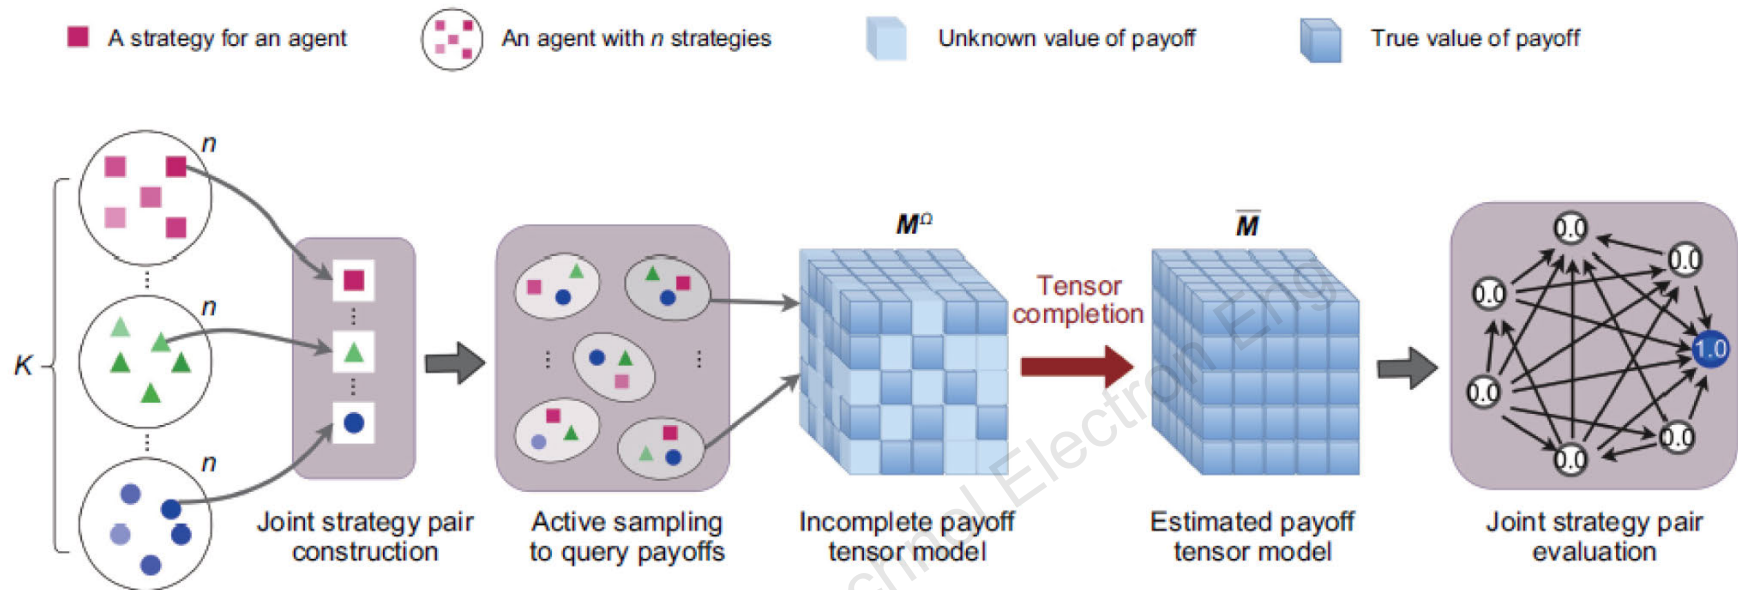 A strategy for an agent
An agent with n strategies
Unknown value of payoff
True value of payoff
n
n
n
K
M^Ω
M̅
Tensor
completion
0.0
0.0
0.0
1.0
0.0
0.0
0.0
Joint strategy pair
construction
Active sampling
to query payoffs
Incomplete payoff
tensor model
Estimated payoff
tensor model
Joint strategy pair
evaluation
Electron Eng